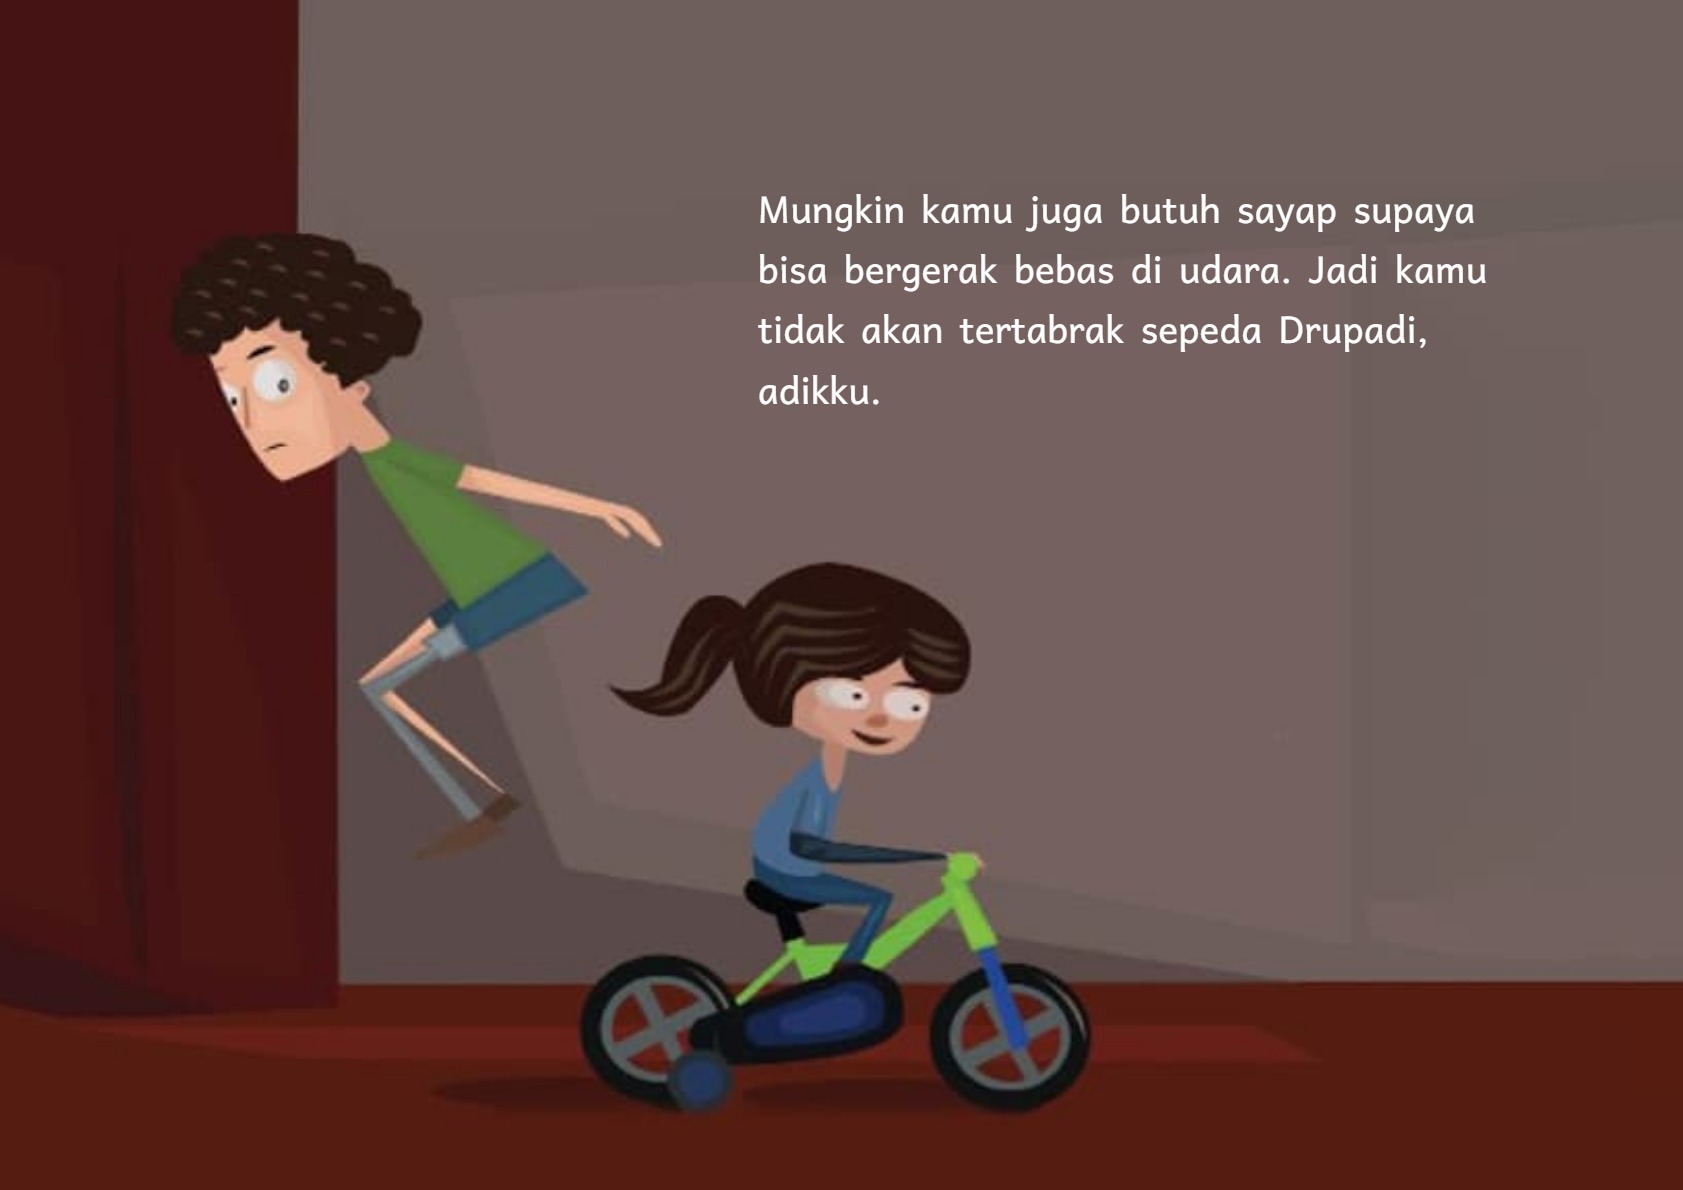 Mungkin kamu juga butuh sayap supaya
bisa bergerak bebas di udara. Jadi kamu
tidak akan tertabrak sepeda Drupadi,
adikku.